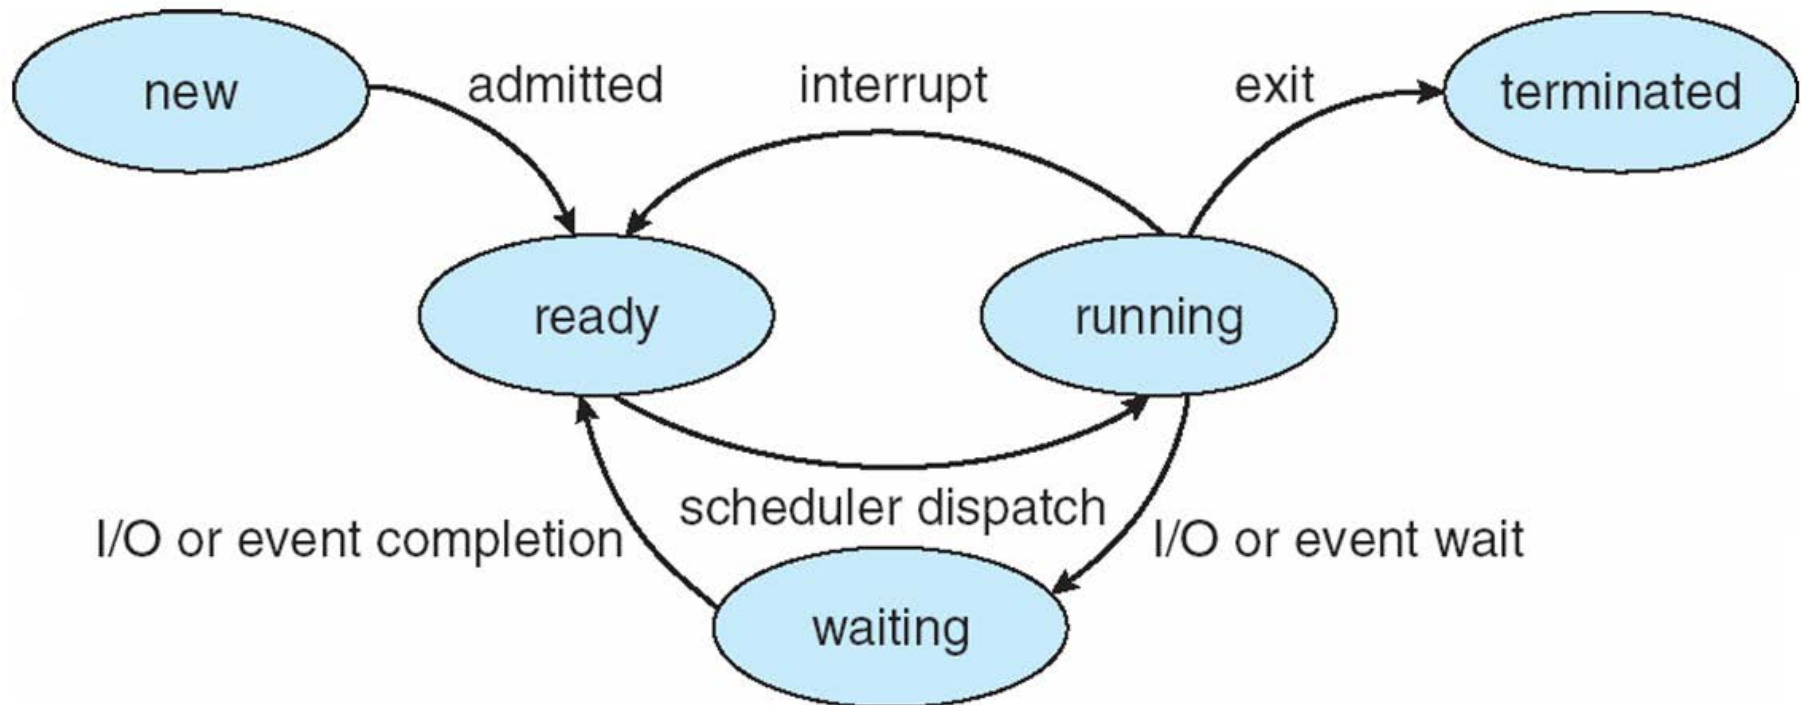 new
admitted
interrupt
exit
terminated
ready
running
scheduler dispatch
I/O or event completion
I/O or event wait
waiting